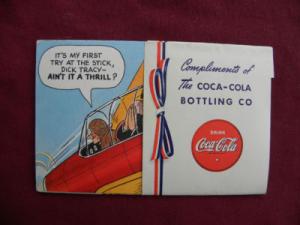 IT'S MY FIRST
TRY AT THE STICK,
DICK TRACY—
AIN'T IT A THRILL?
Compliments of
The COCA-COLA
BOTTLING CO
DRINK
Coca-Cola